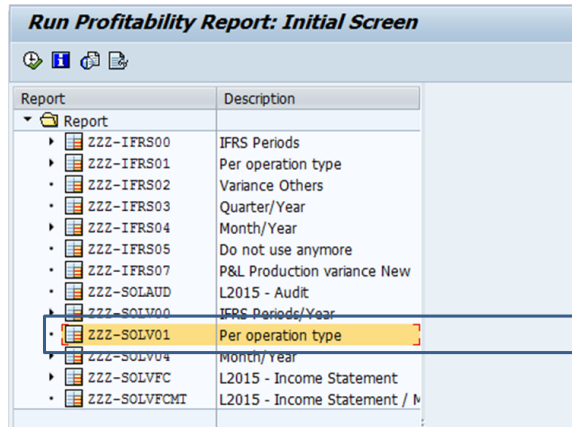 Run Profitability Report: Initial Screen
Report Description
Report
ZZZ-IFRS00 IFRS Periods
ZZZ-IFRS01 Per operation type
ZZZ-IFRS02 Variance Others
ZZZ-IFRS03 Quarter/Year
ZZZ-IFRS04 Month/Year
ZZZ-IFRS05 Do not use anymore
ZZZ-IFRS07 P&L Production variance New
ZZZ-SOLAUD L2015 - Audit
ZZZ-SOLV00 IFRS Periods/Year
ZZZ-SOLV01 Per operation type
ZZZ-SOLV04 Month/Year
ZZZ-SOLVFC L2015 - Income Statement
ZZZ-SOLVFCMT L2015 - Income Statement / M